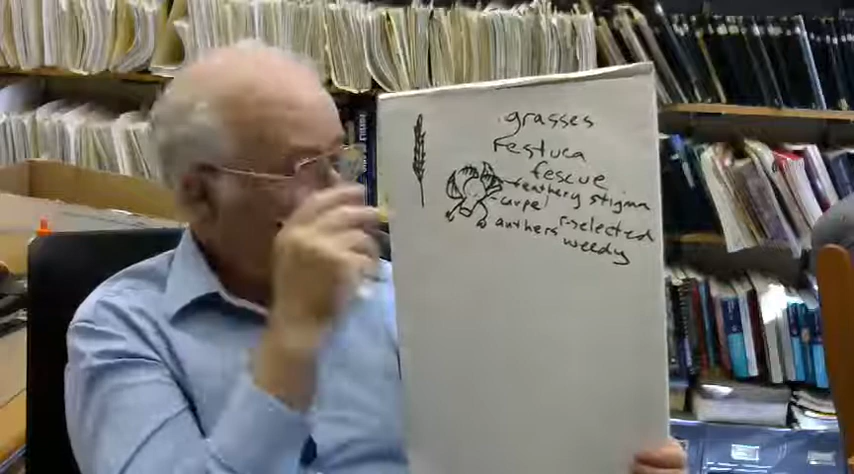 grasses
Festuca
fescue
feathery stigma
carpel
anthers
r-selected
weedy